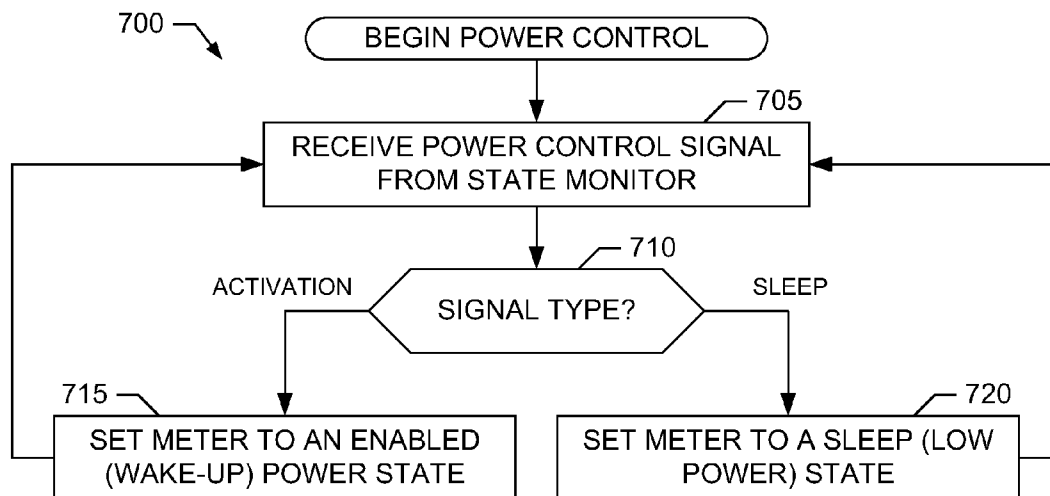 700
BEGIN POWER CONTROL
705
RECEIVE POWER CONTROL SIGNAL
FROM STATE MONITOR
710
ACTIVATION
SIGNAL TYPE?
SLEEP
715
SET METER TO AN ENABLED
(WAKE-UP) POWER STATE
720
SET METER TO A SLEEP (LOW
POWER) STATE